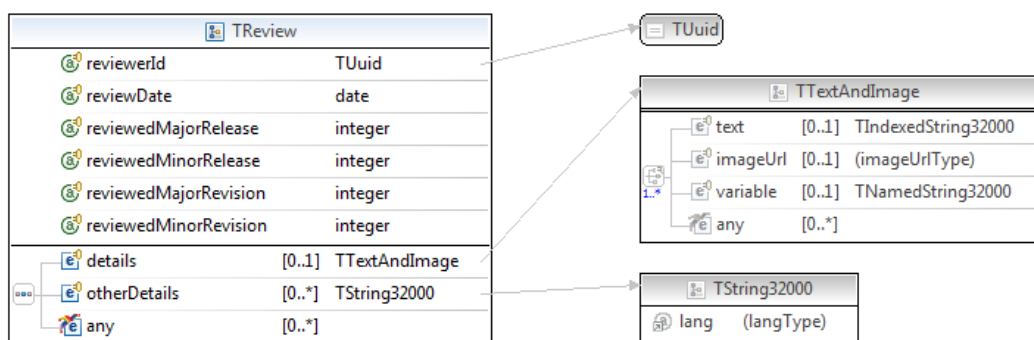 TReview
reviewerId TUuid
reviewDate date
reviewedMajorRelease integer
reviewedMinorRelease integer
reviewedMajorRevision integer
reviewedMinorRevision integer
details [0..1] TTextAndImage
otherDetails [0..*] TString32000
any [0..*]
TUuid
TTextAndImage
text [0..1] TIndexedString32000
imageUrl [0..1] (imageUrlType)
1..* variable [0..1] TNamedString32000
any [0..*]
TString32000
lang (langType)